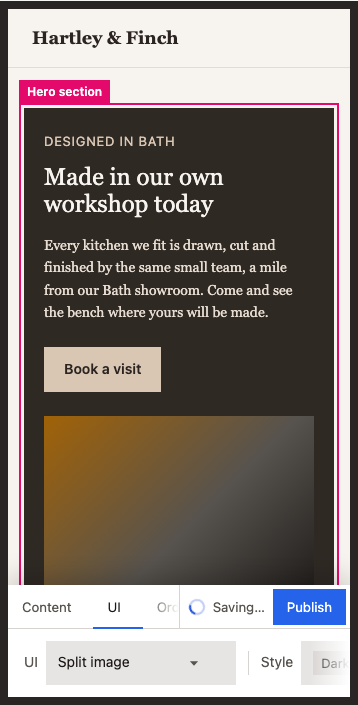 Hartley & Finch
Hero section
DESIGNED IN BATH
Made in our own
workshop today
Every kitchen we fit is drawn, cut and
finished by the same small team, a mile
from our Bath showroom. Come and see
the bench where yours will be made.
Book a visit
Content UI Orc Saving... Publish
UI Split image Style Dark